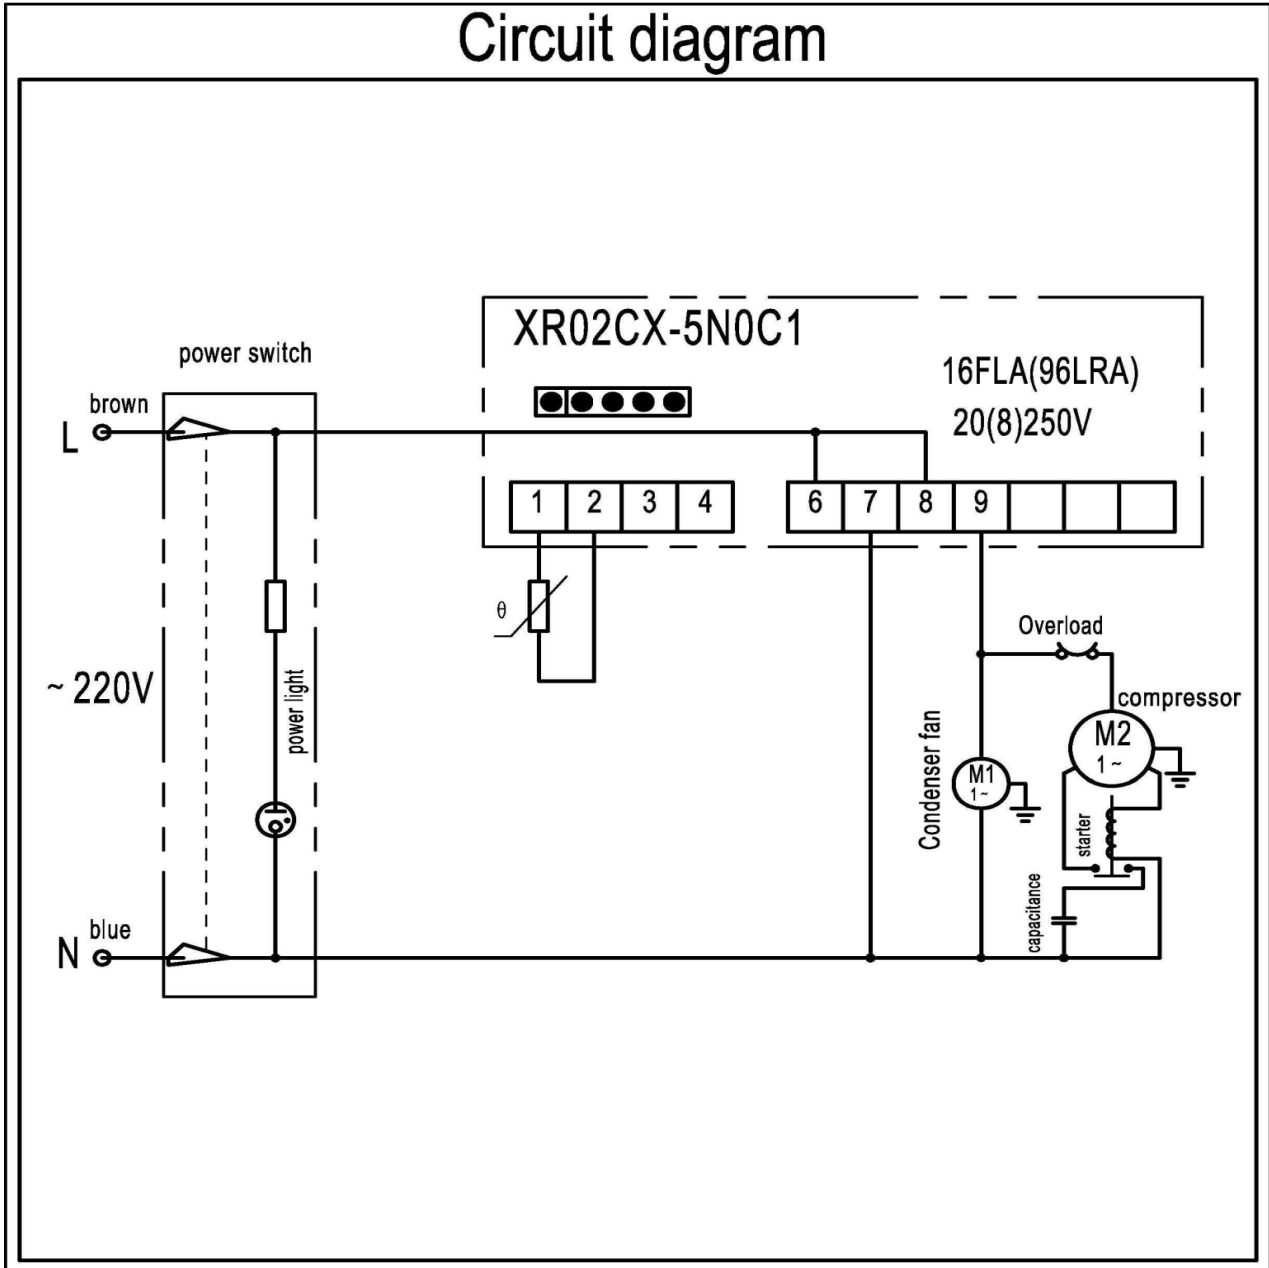 Circuit diagram
XR02CX-5N0C1
power switch
16FLA(96LRA)
20(8)250V
brown
L
1 2 3 4
6 7 8 9
θ
Overload
~ 220V
power light
compressor
M2
1 ~
Condenser fan
M1
1~
starter
capacitance
blue
N